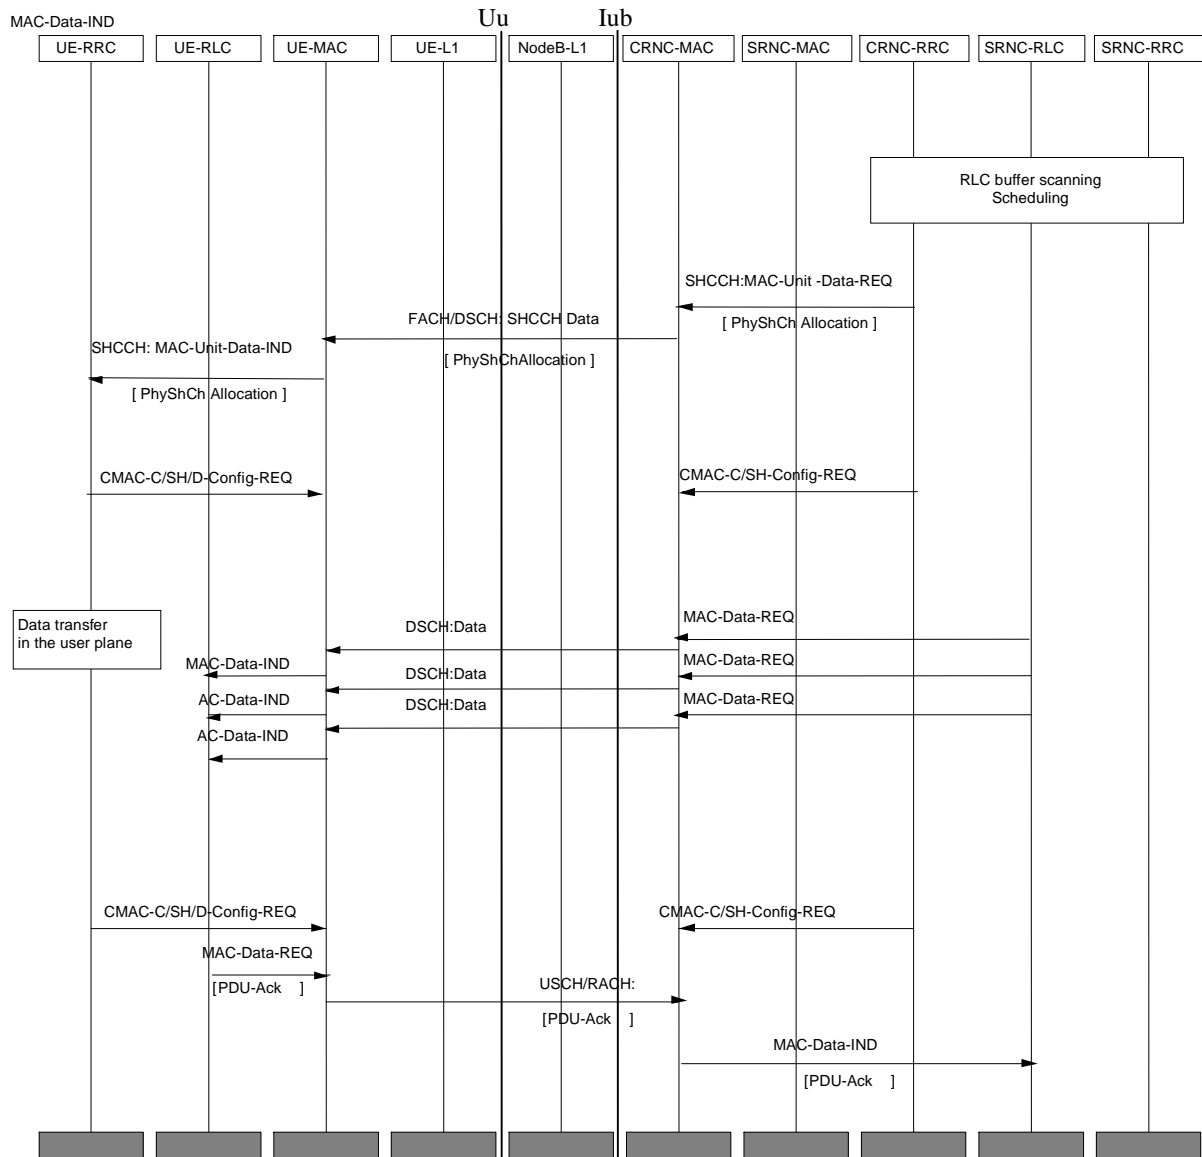 Uu Iub
MAC-Data-IND
UE-RRC UE-RLC UE-MAC UE-L1 NodeB-L1 CRNC-MAC SRNC-MAC CRNC-RRC SRNC-RLC SRNC-RRC
RLC buffer scanning
Scheduling
SHCCH:MAC-Unit -Data-REQ
[ PhyShCh Allocation ]
FACH/DSCH: SHCCH Data
[ PhyShChAllocation ]
SHCCH: MAC-Unit-Data-IND
[ PhyShCh Allocation ]
CMAC-C/SH/D-Config-REQ
CMAC-C/SH-Config-REQ
Data transfer
in the user plane
MAC-Data-REQ
DSCH:Data
MAC-Data-IND
MAC-Data-REQ
DSCH:Data
AC-Data-IND
MAC-Data-REQ
DSCH:Data
AC-Data-IND
CMAC-C/SH/D-Config-REQ
CMAC-C/SH-Config-REQ
MAC-Data-REQ
[PDU-Ack ]
USCH/RACH:
[PDU-Ack ]
MAC-Data-IND
[PDU-Ack ]